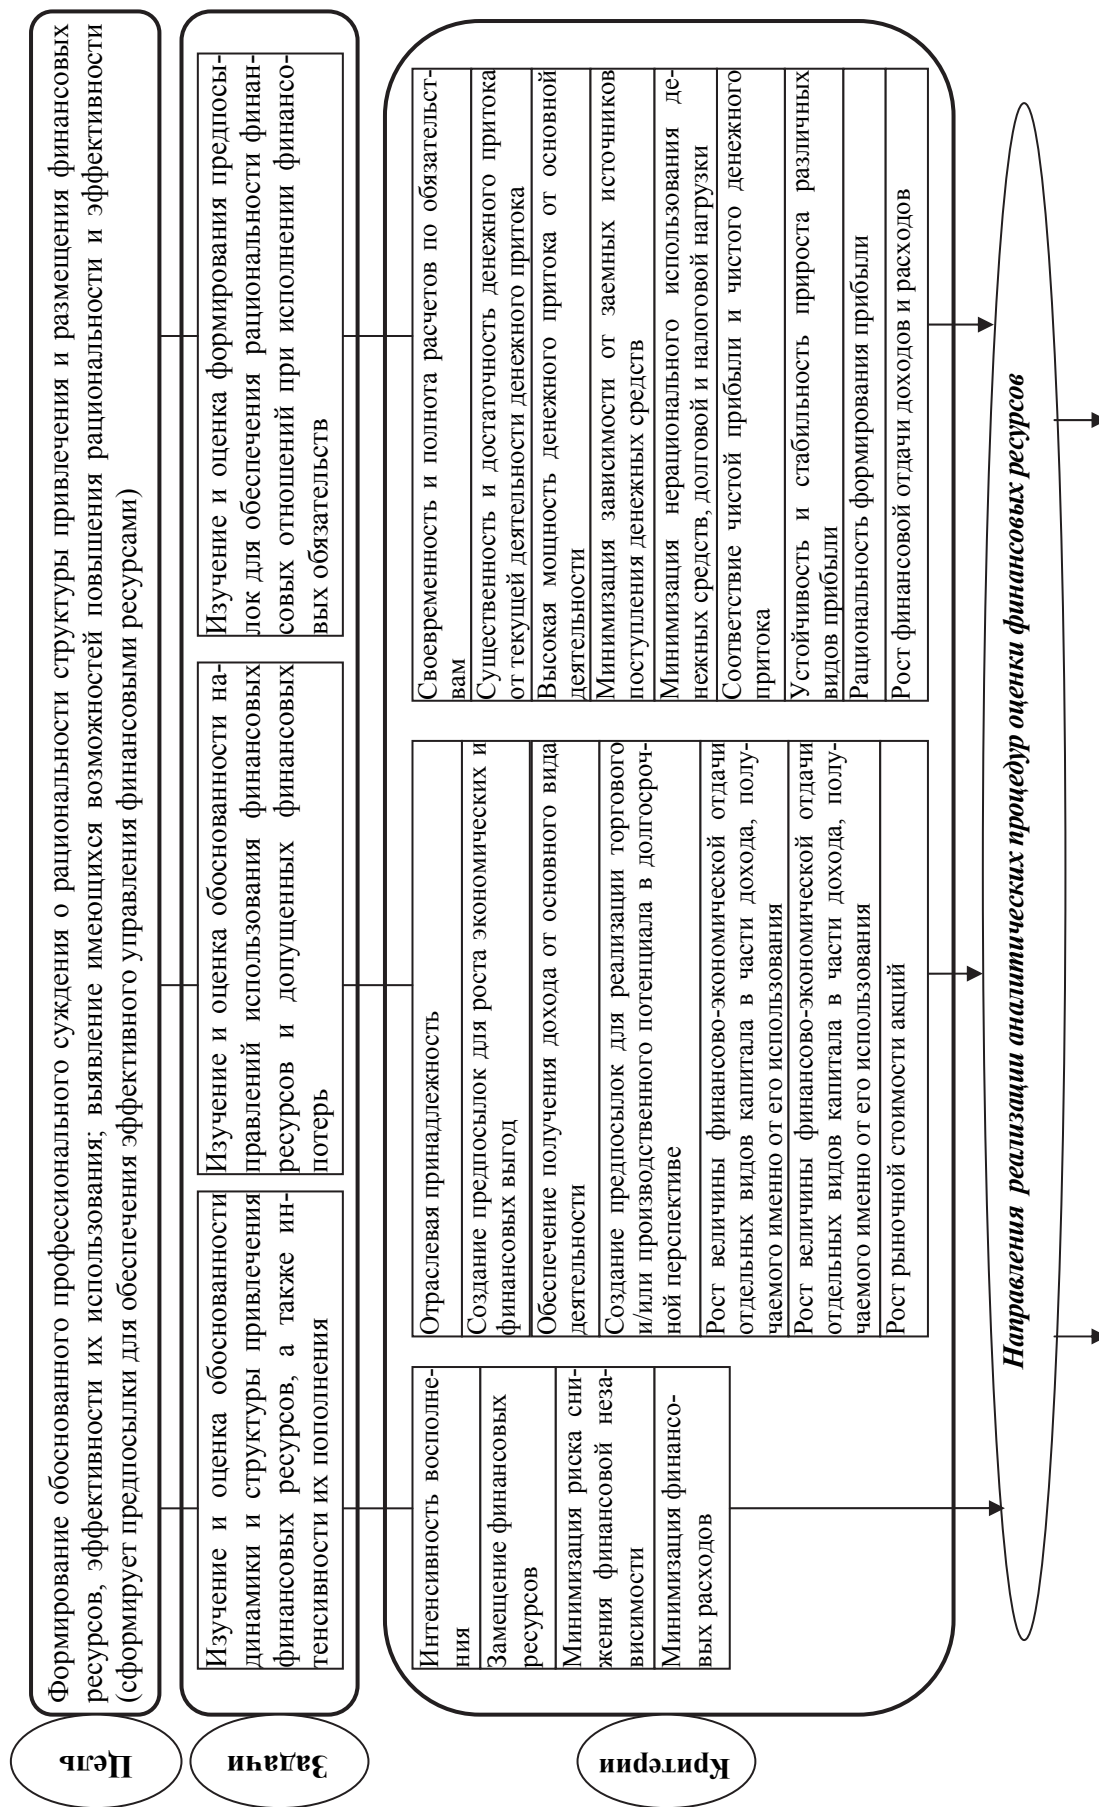 Цель
Формирование обоснованного профессионального суждения о рациональности структуры привлечения и размещения финансовых
ресурсов, эффективности их использования; выявление имеющихся возможностей повышения рациональности и эффективности
(сформирует предпосылки для обеспечения эффективного управления финансовыми ресурсами)
Задачи
Изучение и оценка обоснованности
динамики и структуры привлечения
финансовых ресурсов, а также ин-
тенсивности их пополнения
Изучение и оценка обоснованности на-
правлений использования финансовых
ресурсов и допущенных финансовых
потерь
Изучение и оценка формирования предпосы-
лок для обеспечения рациональности финан-
совых отношений при исполнении финансо-
вых обязательств
Критерии
Интенсивность восполне-
ния
Замещение финансовых
ресурсов
Минимизация риска сни-
жения финансовой неза-
висимости
Минимизация финансо-
вых расходов
Отраслевая принадлежность
Создание предпосылок для роста экономических и
финансовых выгод
Обеспечение получения дохода от основного вида
деятельности
Создание предпосылок для реализации торгового
и/или производственного потенциала в долгосроч-
ной перспективе
Рост величины финансово-экономической отдачи
отдельных видов капитала в части дохода, полу-
чаемого именно от его использования
Рост величины финансово-экономической отдачи
отдельных видов капитала в части дохода, полу-
чаемого именно от его использования
Рост рыночной стоимости акций
Своевременность и полнота расчетов по обязательст-
вам
Существенность и достаточность денежного притока
от текущей деятельности денежного притока
Высокая мощность денежного притока от основной
деятельности
Минимизация зависимости от заемных источников
поступления денежных средств
Минимизация нерационального использования де-
нежных средств, долговой и налоговой нагрузки
Соответствие чистой прибыли и чистого денежного
притока
Устойчивость и стабильность прироста различных
видов прибыли
Рациональность формирования прибыли
Рост финансовой отдачи доходов и расходов
Направления реализации аналитических процедур оценки финансовых ресурсов